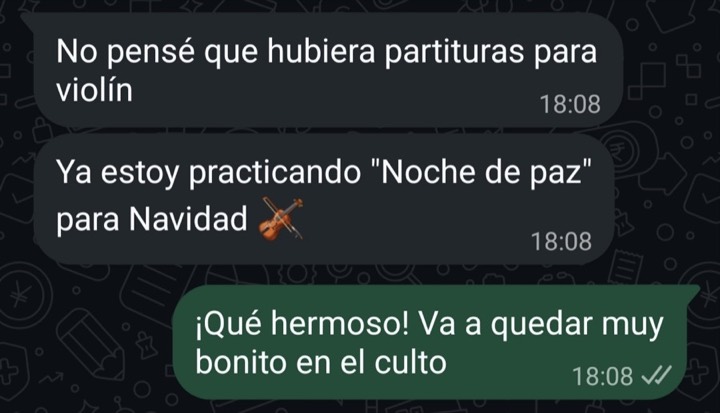 No pensé que hubiera partituras para
violín
18:08
Ya estoy practicando "Noche de paz"
para Navidad 🎻
18:08
¡Qué hermoso! Va a quedar muy
bonito en el culto
18:08